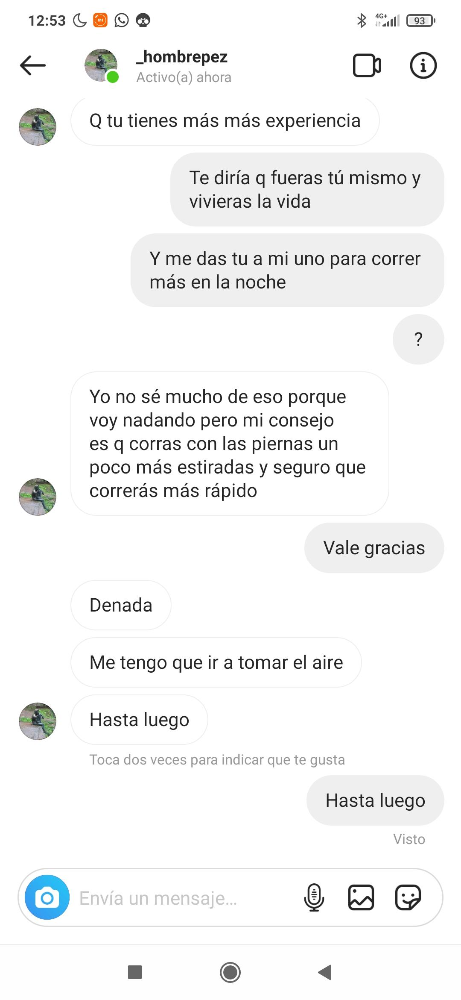 12:53
4G+
93
_hombrepez
Activo(a) ahora
Q tu tienes más más experiencia
Te diría q fueras tú mismo y
vivieras la vida
Y me das tu a mi uno para correr
más en la noche
?
Yo no sé mucho de eso porque
voy nadando pero mi consejo
es q corras con las piernas un
poco más estiradas y seguro que
correrás más rápido
Vale gracias
Denada
Me tengo que ir a tomar el aire
Hasta luego
Toca dos veces para indicar que te gusta
Hasta luego
Visto
Envía un mensaje...